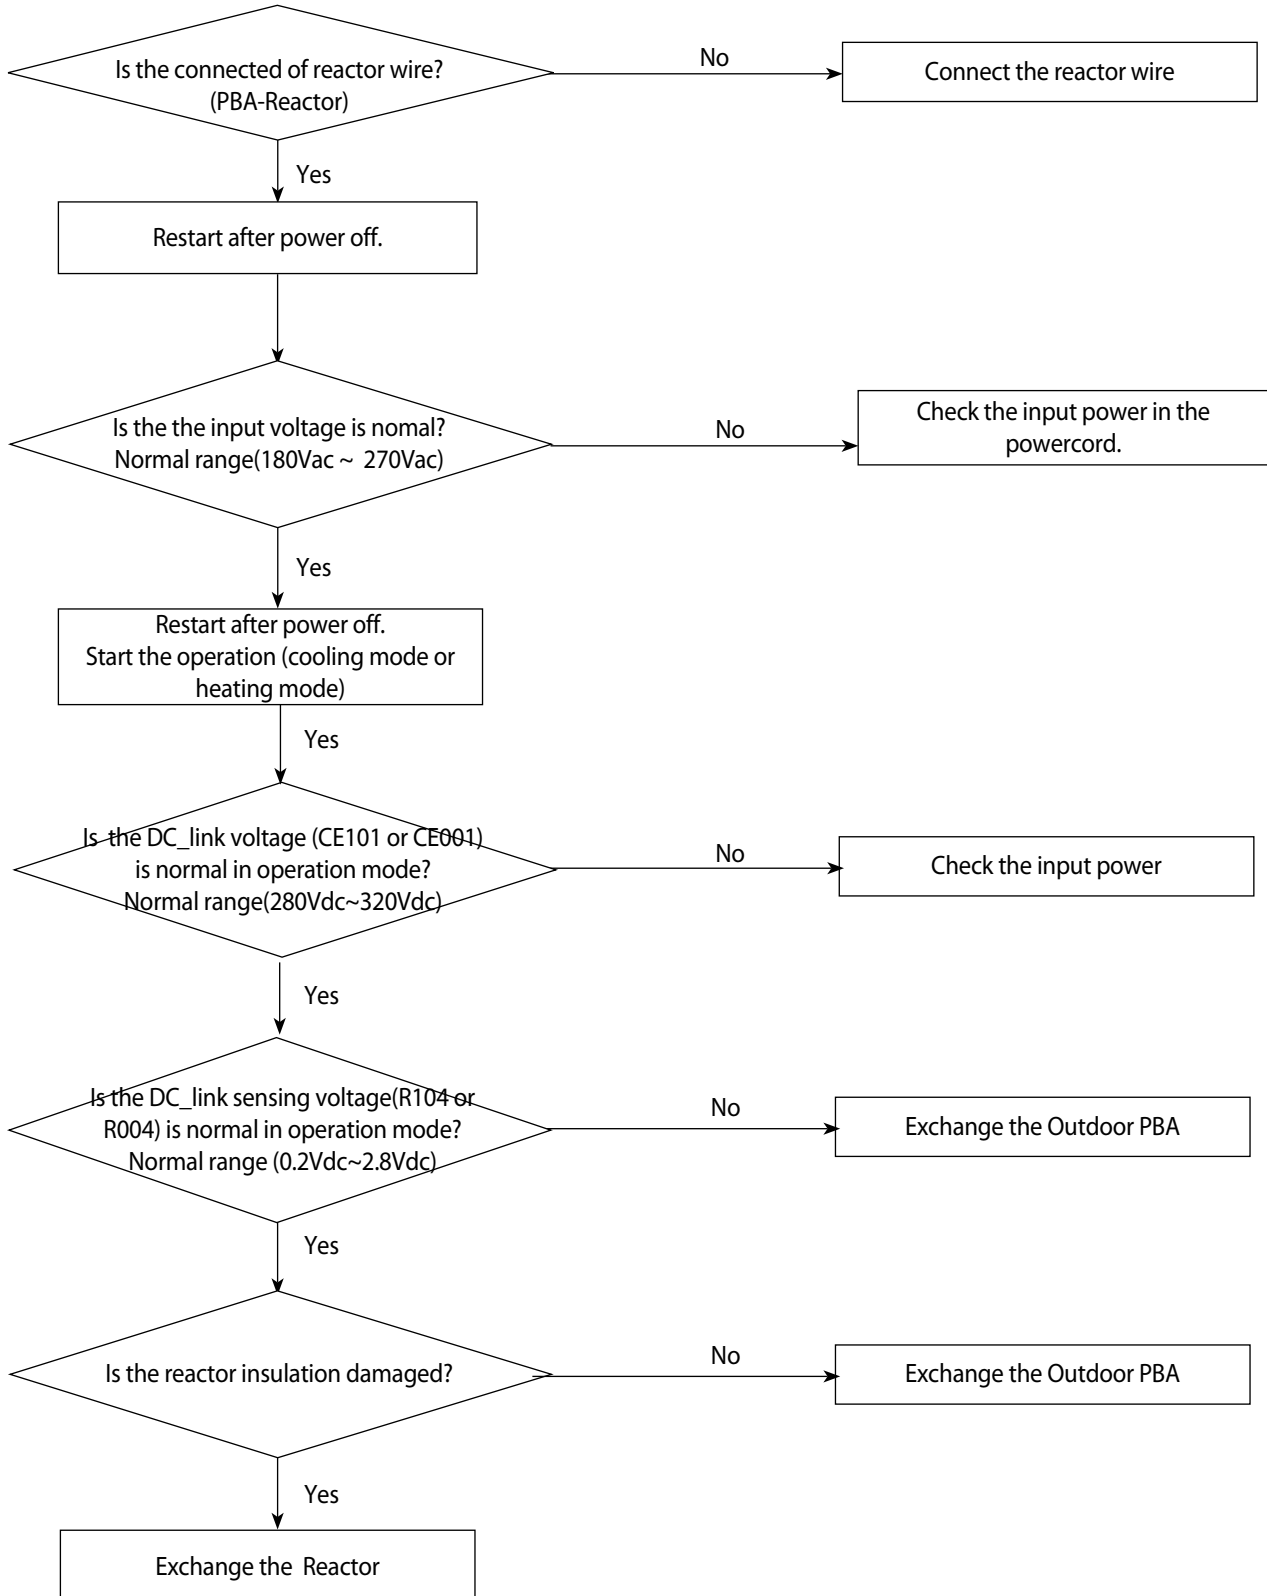 Is the connected of reactor wire?
(PBA-Reactor)
No
Connect the reactor wire
Yes
Restart after power off.
Is the the input voltage is nomal?
Normal range(180Vac ~ 270Vac)
No
Check the input power in the
powercord.
Yes
Restart after power off.
Start the operation (cooling mode or
heating mode)
Yes
Is the DC_link voltage (CE101 or CE001)
is normal in operation mode?
Normal range(280Vdc~320Vdc)
No
Check the input power
Yes
Is the DC_link sensing voltage(R104 or
R004) is normal in operation mode?
Normal range (0.2Vdc~2.8Vdc)
No
Exchange the Outdoor PBA
Yes
Is the reactor insulation damaged?
No
Exchange the Outdoor PBA
Yes
Exchange the Reactor